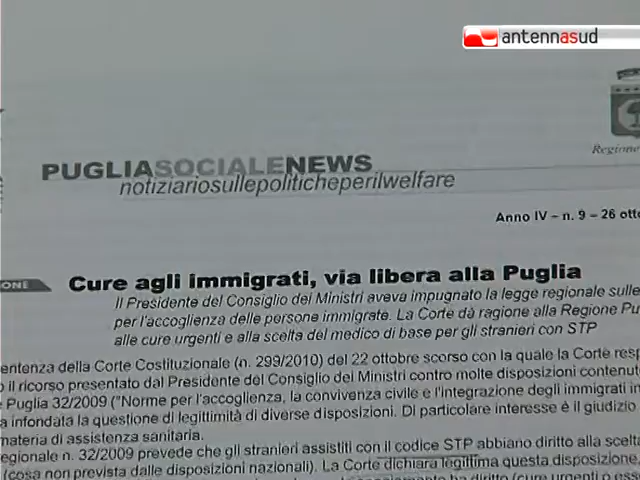 antennasud
Regione
PUGLIASOCIALENEWS
notiziariosullepoliticheperilwelfare
Anno IV – n. 9 – 26 otto
ONE
Cure agli immigrati, via libera alla Puglia
Il Presidente del Consiglio dei Ministri aveva impugnato la legge regionale sulle
per l'accoglienza delle persone immigrate. La Corte dà ragione alla Regione Pu
alle cure urgenti e alla scelta del medico di base per gli stranieri con STP
entenza della Corte Costituzionale (n. 299/2010) del 22 ottobre scorso con la quale la Corte resp
o il ricorso presentato dal Presidente del Consiglio dei Ministri contro molte disposizioni contenut
e Puglia 32/2009 ("Norme per l'accoglienza, la convivenza civile e l'integrazione degli immigrati in
a infondata la questione di legittimità di diverse disposizioni. Di particolare interesse è il giudizio
materia di assistenza sanitaria.
egionale n. 32/2009 prevede che gli stranieri assistiti con il codice STP abbiano diritto alla scelta
(cosa non prevista dalle disposizioni nazionali). La Corte dichiara legittima questa disposizione,
diritto (cure urgenti o esse